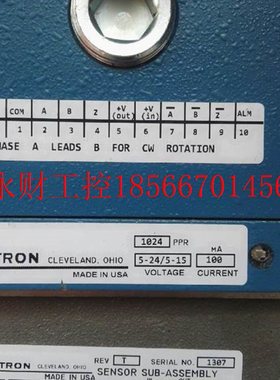 COM A B Z +V (out) +V (in) A B Z ALM
1 2 3 4 5 6 7 8 9 10
HASE A LEADS B FOR CW ROTATION
永财工控18566701456
1024 PPR MA
TRON CLEVELAND, OHIO 5-24/5-15 100
MADE IN USA VOLTAGE CURRENT
REV T SERIAL NO. 1307
TRON CLEVELAND, OHIO SENSOR SUB-ASSEMBLY
MADE IN USA